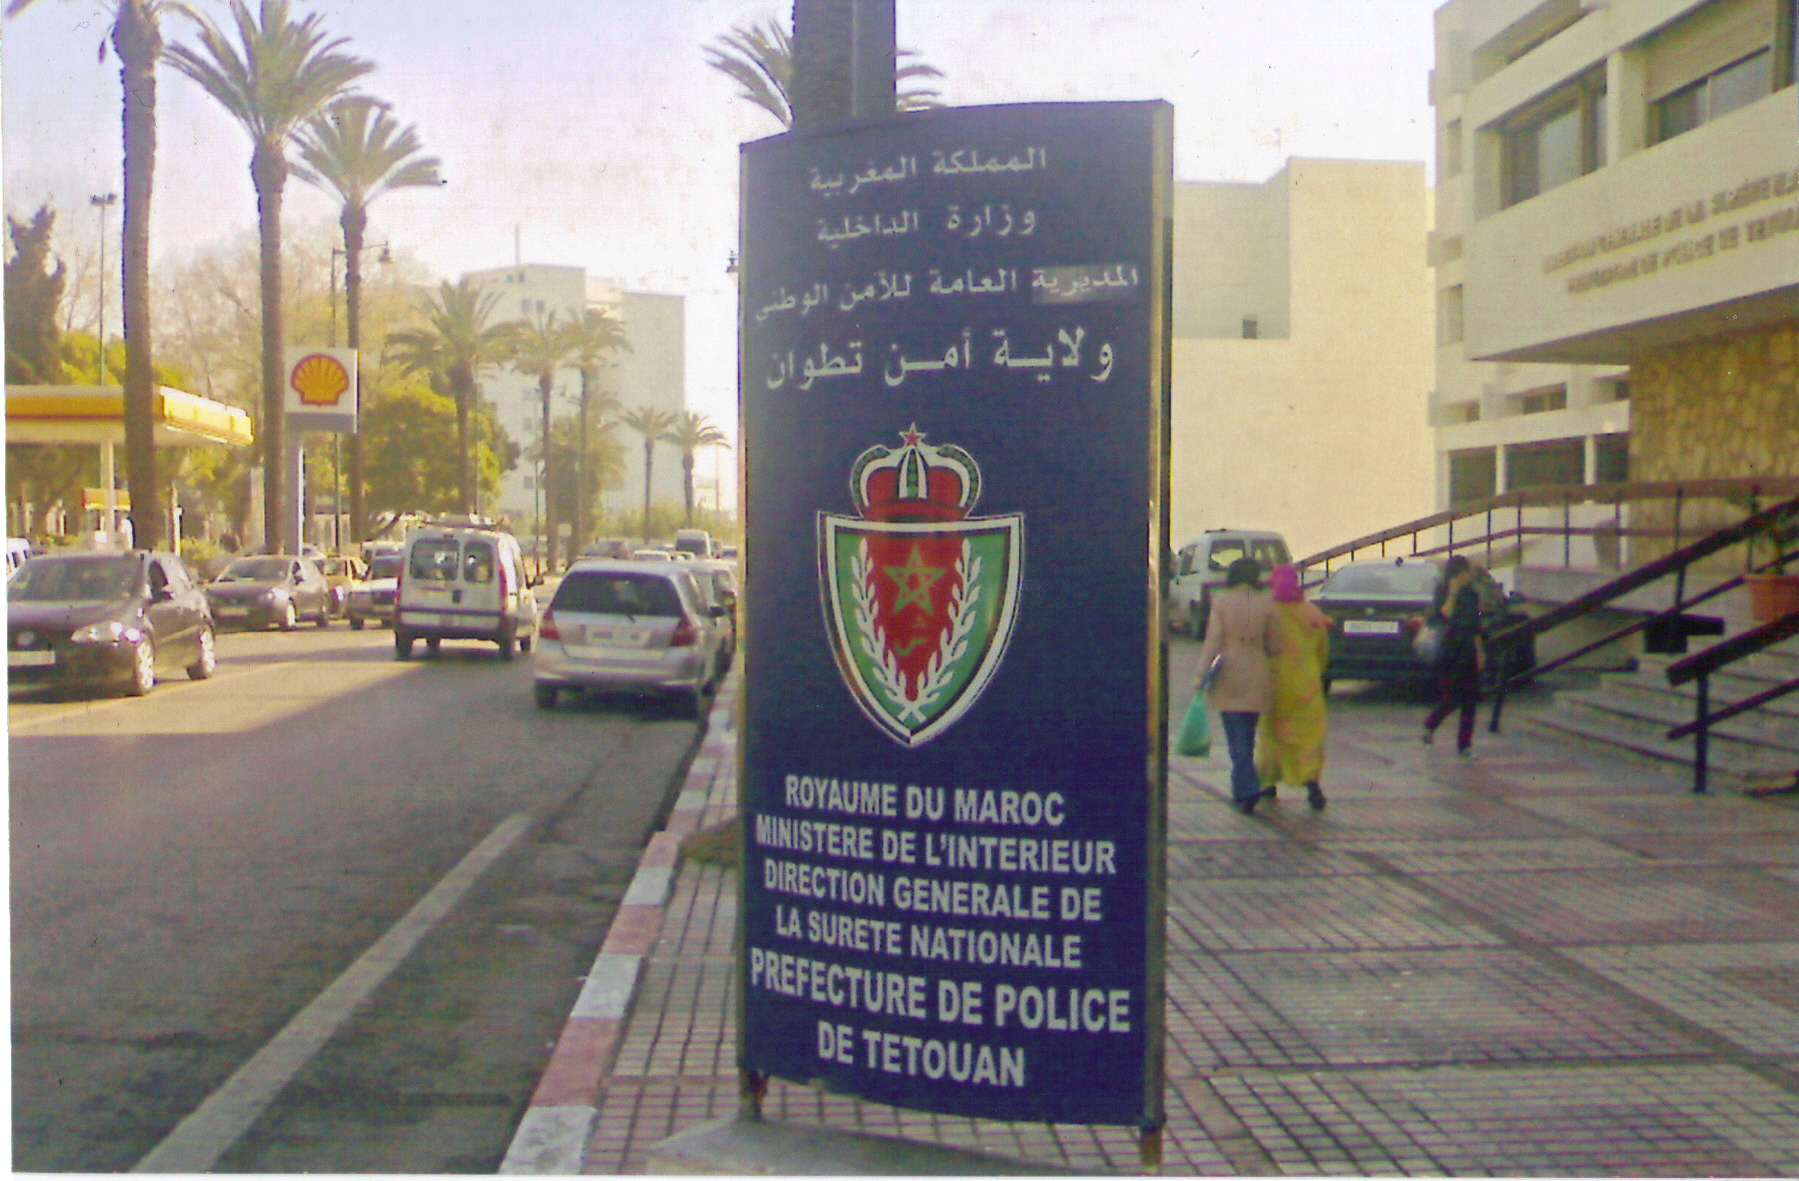 المملكة المغربية
وزارة الداخلية
المديرية العامة للأمن الوطني
ولاية أمن تطوان
ROYAUME DU MAROC
MINISTERE DE L'INTERIEUR
DIRECTION GENERALE DE
LA SURETE NATIONALE
PREFECTURE DE POLICE
DE TETOUAN